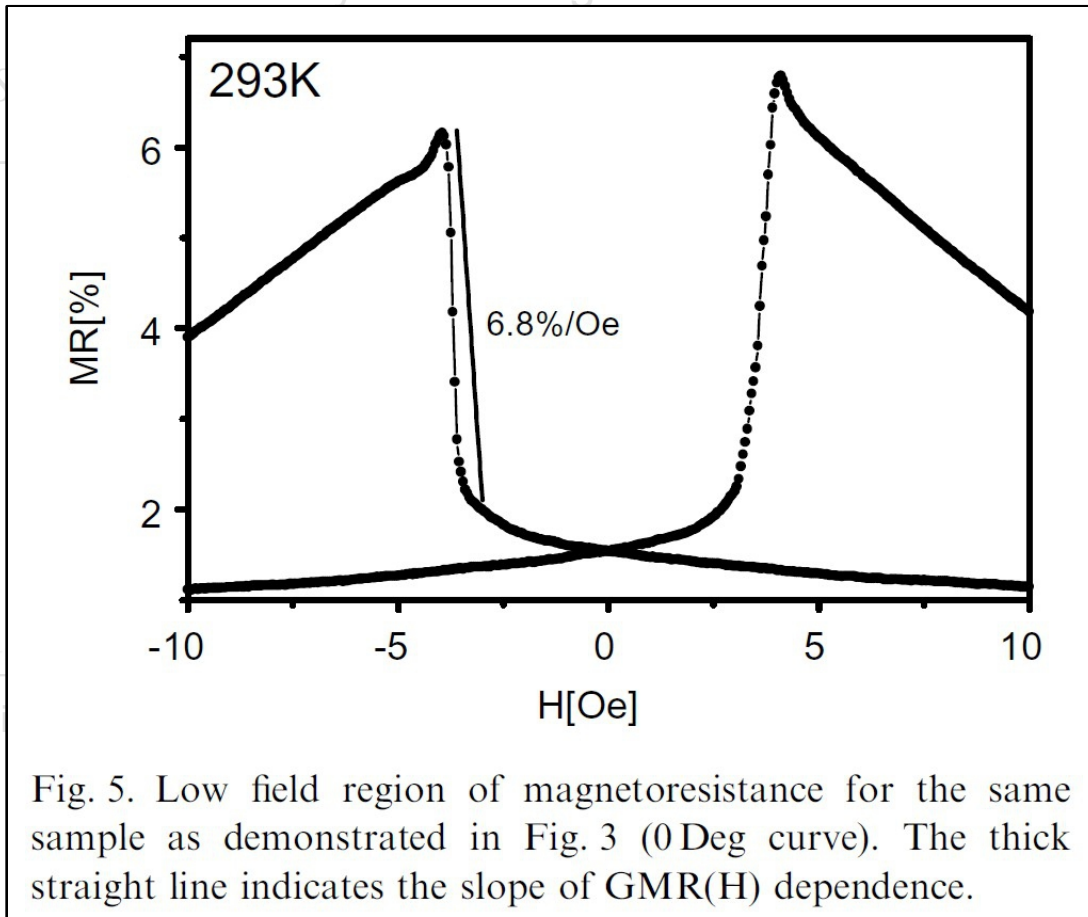 293K
6
4
2
MR[%]
6.8%/Oe
-10 -5 0 5 10
H[Oe]
Fig. 5. Low field region of magnetoresistance for the same
sample as demonstrated in Fig. 3 (0 Deg curve). The thick
straight line indicates the slope of GMR(H) dependence.